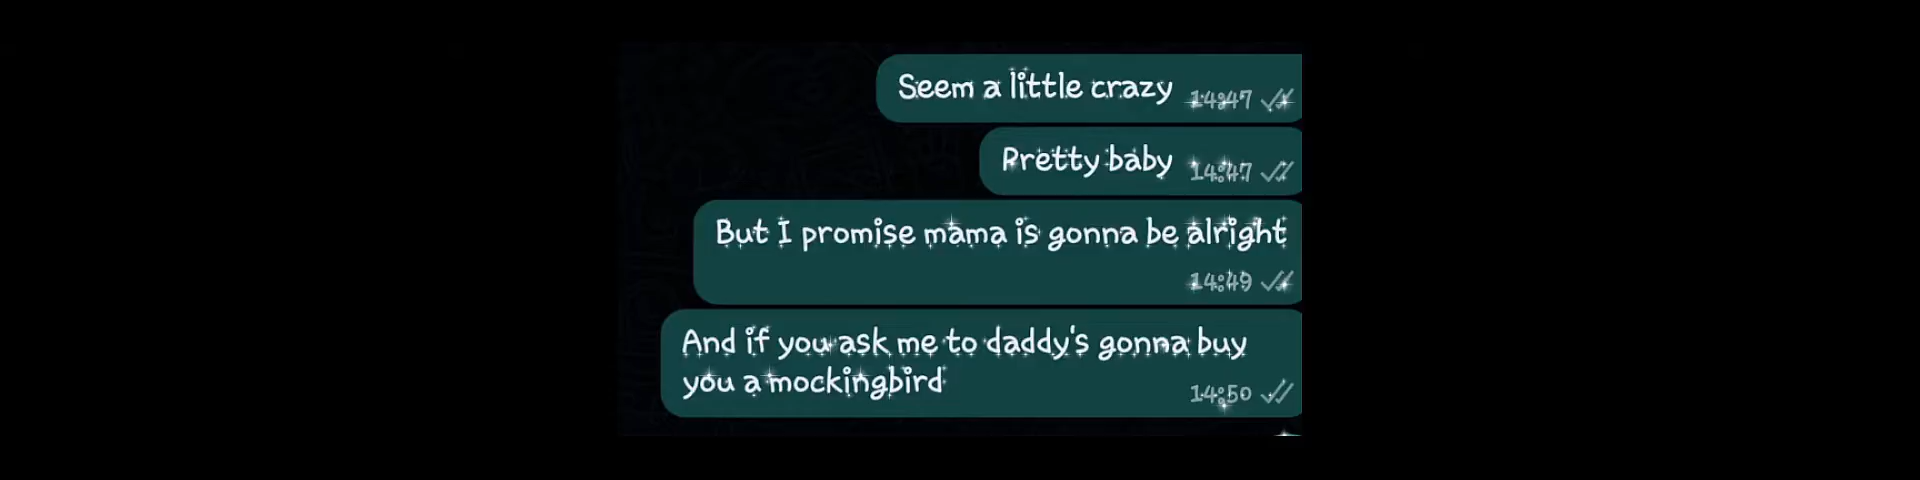 Seem a little crazy 14:47
Pretty baby 14:47
But I promise mama is gonna be alright
14:49
And if you ask me to daddy's gonna buy
you a mockingbird 14:50